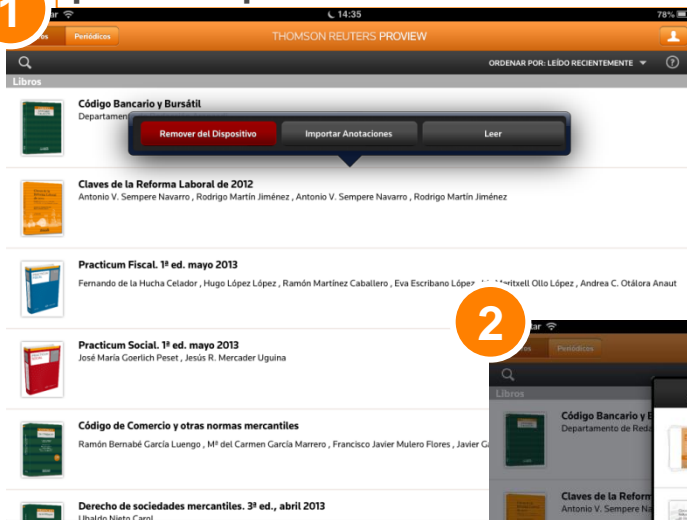 1
14:35
78%
Periódicos
THOMSON REUTERS PROVIEW
ORDENAR POR: LEÍDO RECIENTEMENTE
?
Libros
Código Bancario y Bursátil
Remover del Dispositivo
Importar Anotaciones
Leer
Claves de la Reforma Laboral de 2012
Antonio V. Sempere Navarro , Rodrigo Martín Jiménez , Antonio V. Sempere Navarro , Rodrigo Martín Jiménez
Practicum Fiscal. 1ª ed. mayo 2013
Fernando de la Hucha Celador , Hugo López López , Ramón Martínez Caballero , Eva Escribano López , Meritxell Ollo López , Andrea C. Otálora Anaut
Practicum Social. 1ª ed. mayo 2013
José María Goerlich Peset , Jesús R. Mercader Uguina
Código de Comercio y otras normas mercantiles
Ramón Bernabé García Luengo , Mª del Carmen García Marrero , Francisco Javier Mulero Flores , Javier
Derecho de sociedades mercantiles. 3ª ed., abril 2013
Ubaldo Nieto Carol
2
Periódicos
Libros
Código Bancario y
Departamento de
Claves de la
Antonio V. Sempere